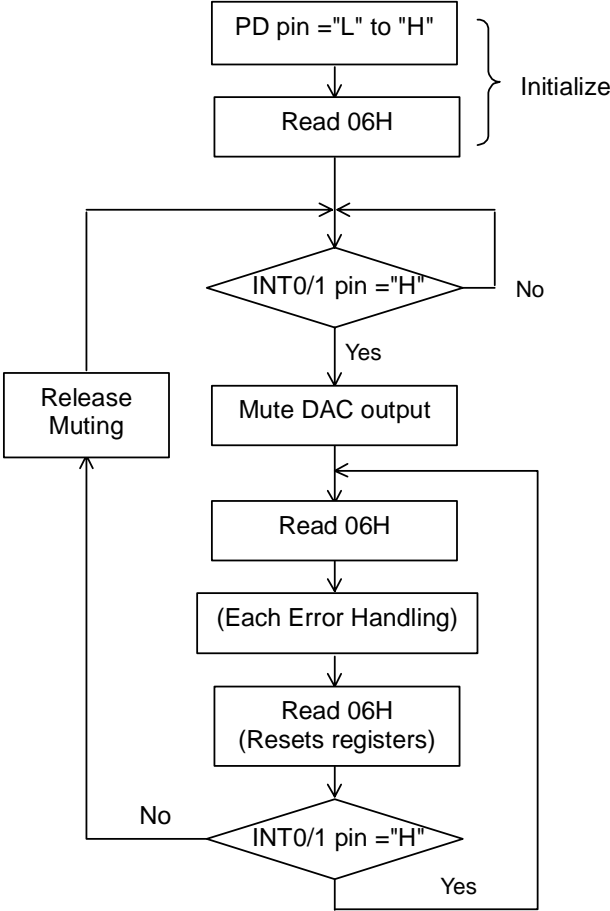 PD pin ="L" to "H"
Initialize
Read 06H
INT0/1 pin ="H"
No
Yes
Release
Muting
Mute DAC output
Read 06H
(Each Error Handling)
Read 06H
(Resets registers)
No
INT0/1 pin ="H"
Yes